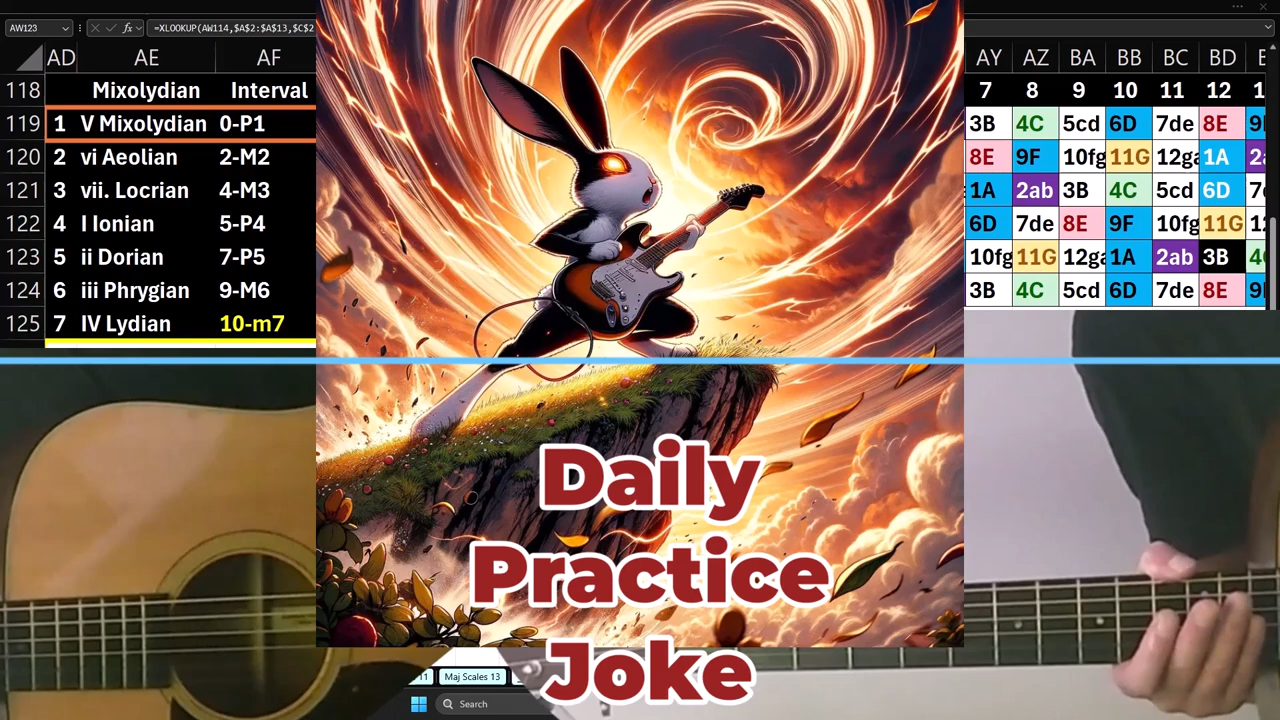 AW123 fx =XLOOKUP(AW114,$A$2:$A$13,$C$2
AD AE AF
118 Mixolydian Interval
119 1 V Mixolydian 0-P1
120 2 vi Aeolian 2-M2
121 3 vii. Locrian 4-M3
122 4 I Ionian 5-P4
123 5 ii Dorian 7-P5
124 6 iii Phrygian 9-M6
125 7 IV Lydian 10-m7
AY AZ BA BB BC BD
7 8 9 10 11 12
3B 4C 5cd 6D 7de 8E
8E 9F 10fg 11G 12ga 1A
1A 2ab 3B 4C 5cd 6D
6D 7de 8E 9F 10fg 11G
10fg 11G 12ga 1A 2ab 3B
3B 4C 5cd 6D 7de 8E
Daily
Practice
Joke
11 Maj Scales 13
Search